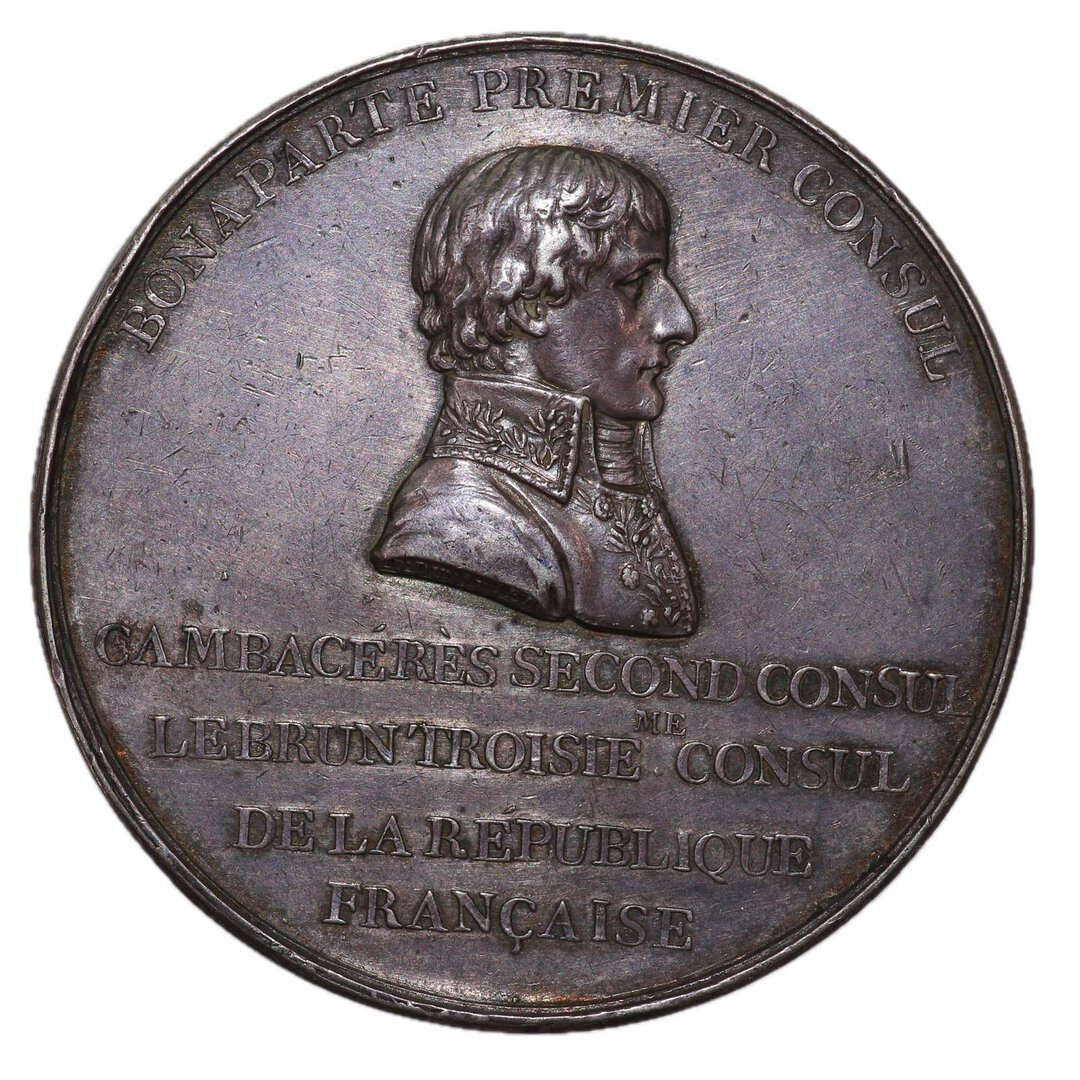 BONAPARTE PREMIER CONSUL
CAMBACÉRÈS SECOND CONSUL
LEBRUN TROISIE ME CONSUL
DE LA RÉPUBLIQUE
FRANÇAISE